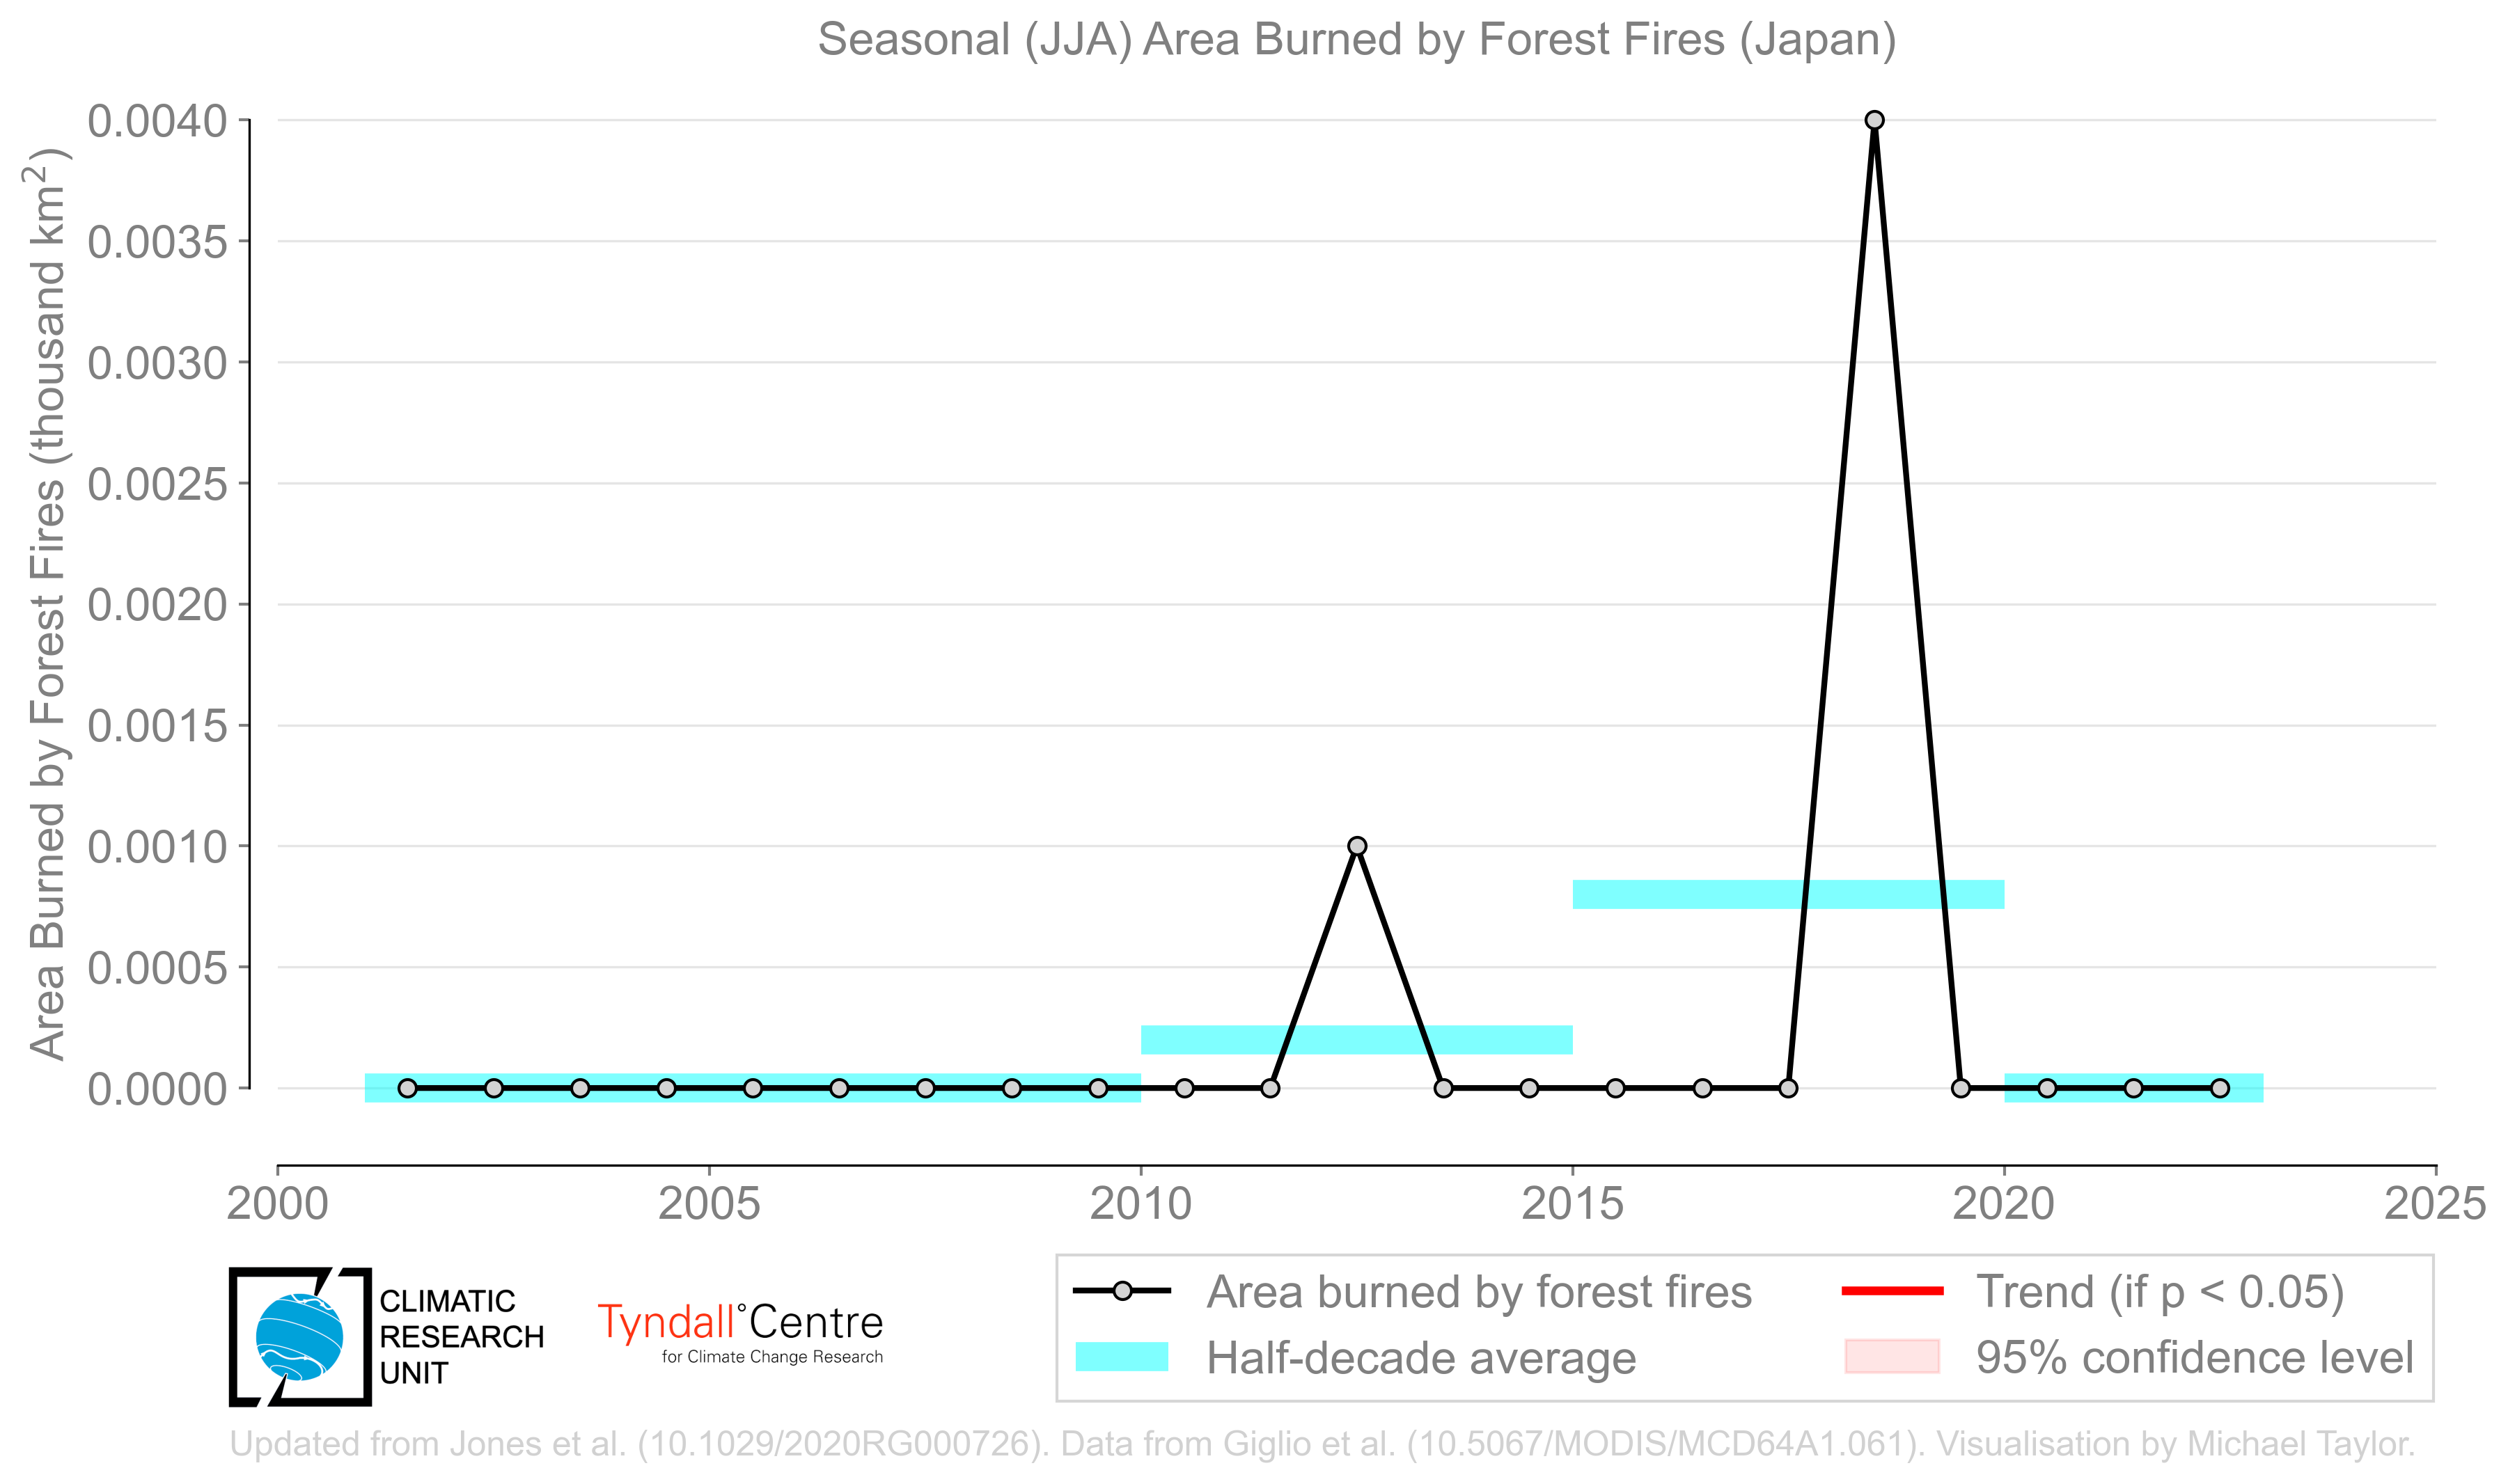 Seasonal (JJA) Area Burned by Forest Fires (Japan)
Area Burned by Forest Fires (thousand km²)
0.0040
0.0035
0.0030
0.0025
0.0020
0.0015
0.0010
0.0005
0.0000
2000 2005 2010 2015 2020 2025
CLIMATIC
RESEARCH
UNIT
Tyndall°Centre
for Climate Change Research
Area burned by forest fires
Half-decade average
Trend (if p < 0.05)
95% confidence level
Updated from Jones et al. (10.1029/2020RG000726). Data from Giglio et al. (10.5067/MODIS/MCD64A1.061). Visualisation by Michael Taylor.